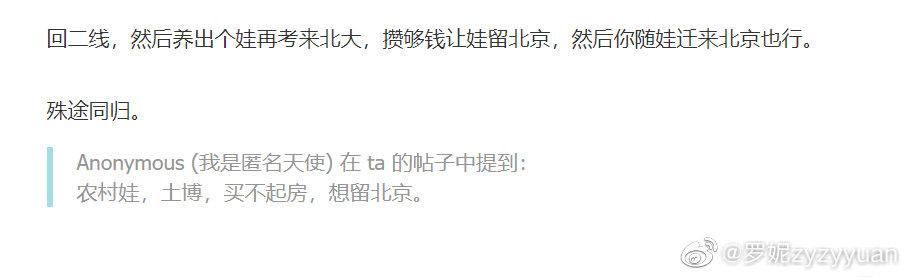 回二线，然后养出个娃再考来北大，攒够钱让娃留北京，然后你随娃迁来北京也行。
殊途同归。
Anonymous (我是匿名天使) 在 ta 的帖子中提到：
农村娃，土博，买不起房，想留北京。
@罗妮zyzyyuan